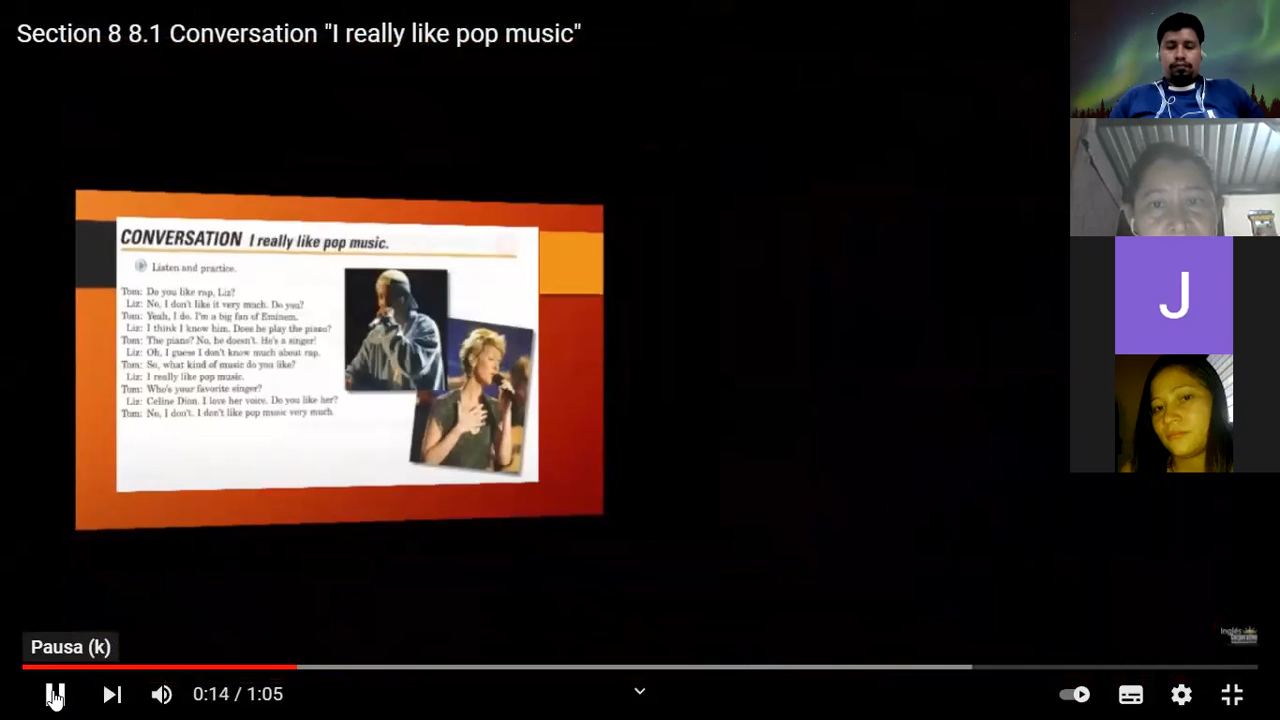 Section 8 8.1 Conversation "I really like pop music"
CONVERSATION I really like pop music.
Listen and practice.
Tom: Do you like rap, Liz?
Liz: No, I don't like it very much. Do you?
Tom: Yeah, I do. I'm a big fan of Eminem.
Liz: I think I know him. Does he play the piano?
Tom: The piano? No, he doesn't. He's a singer!
Liz: Oh, I guess I don't know much about rap.
Tom: So, what kind of music do you like?
Liz: I really like pop music.
Tom: Who's your favorite singer?
Liz: Celine Dion. I love her voice. Do you like her?
Tom: No, I don't. I don't like pop music very much.
J
Pausa (k)
0:14 / 1:05